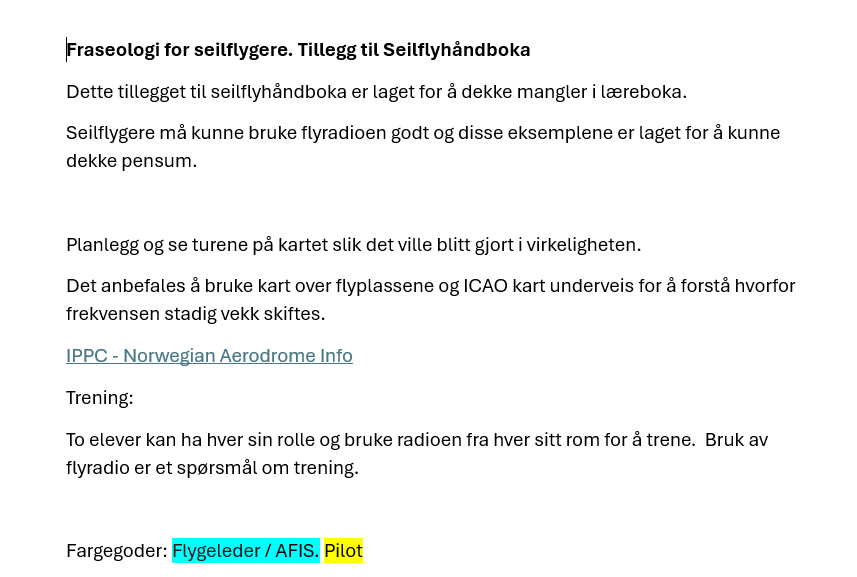 Fraseologi for seilflygere. Tillegg til Seilflyhåndboka
Dette tillegget til seilflyhåndboka er laget for å dekke mangler i læreboka.
Seilflygere må kunne bruke flyradioen godt og disse eksemplene er laget for å kunne
dekke pensum.
Planlegg og se turene på kartet slik det ville blitt gjort i virkeligheten.
Det anbefales å bruke kart over flyplassene og ICAO kart underveis for å forstå hvorfor
frekvensen stadig vekk skiftes.
IPPC - Norwegian Aerodrome Info
Trening:
To elever kan ha hver sin rolle og bruke radioen fra hver sitt rom for å trene.  Bruk av
flyradio er et spørsmål om trening.
Fargegoder: Flygeleder / AFIS. Pilot